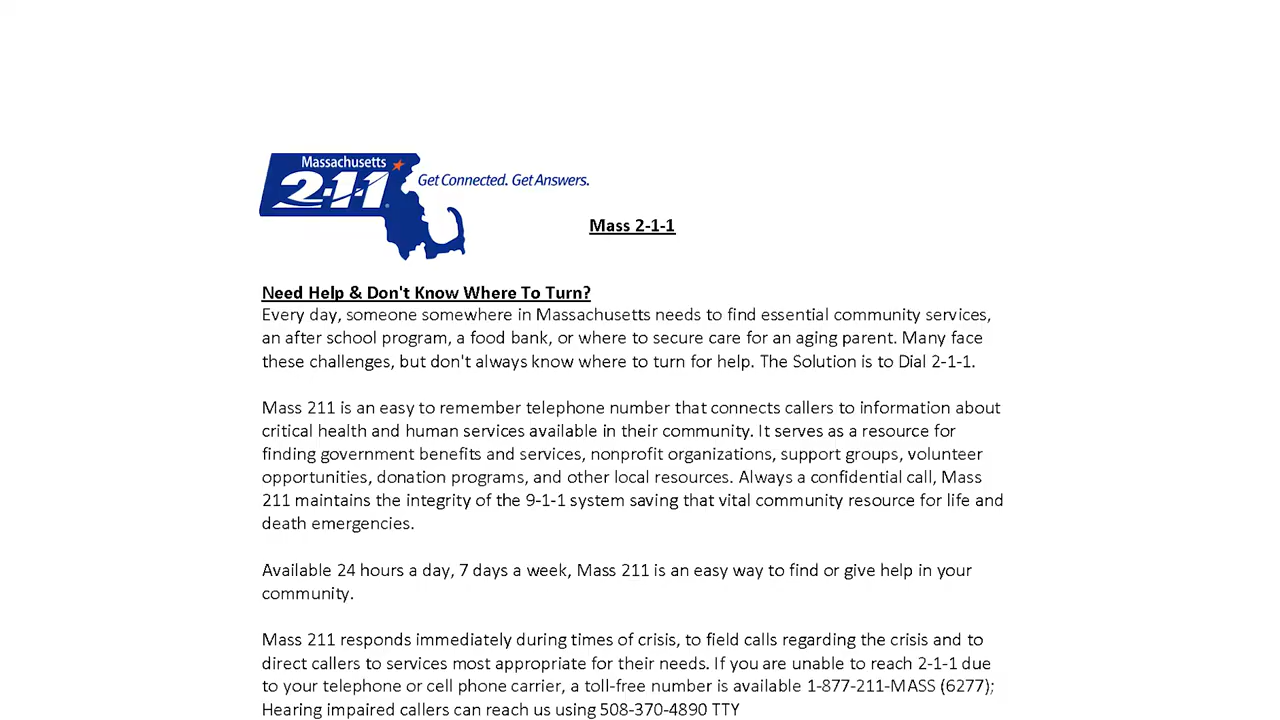 Massachusetts
2-1-1
Get Connected. Get Answers.
Mass 2-1-1
Need Help & Don't Know Where To Turn?
Every day, someone somewhere in Massachusetts needs to find essential community services,
an after school program, a food bank, or where to secure care for an aging parent. Many face
these challenges, but don't always know where to turn for help. The Solution is to Dial 2-1-1.
Mass 211 is an easy to remember telephone number that connects callers to information about
critical health and human services available in their community. It serves as a resource for
finding government benefits and services, nonprofit organizations, support groups, volunteer
opportunities, donation programs, and other local resources. Always a confidential call, Mass
211 maintains the integrity of the 9-1-1 system saving that vital community resource for life and
death emergencies.
Available 24 hours a day, 7 days a week, Mass 211 is an easy way to find or give help in your
community.
Mass 211 responds immediately during times of crisis, to field calls regarding the crisis and to
direct callers to services most appropriate for their needs. If you are unable to reach 2-1-1 due
to your telephone or cell phone carrier, a toll-free number is available 1-877-211-MASS (6277);
Hearing impaired callers can reach us using 508-370-4890 TTY